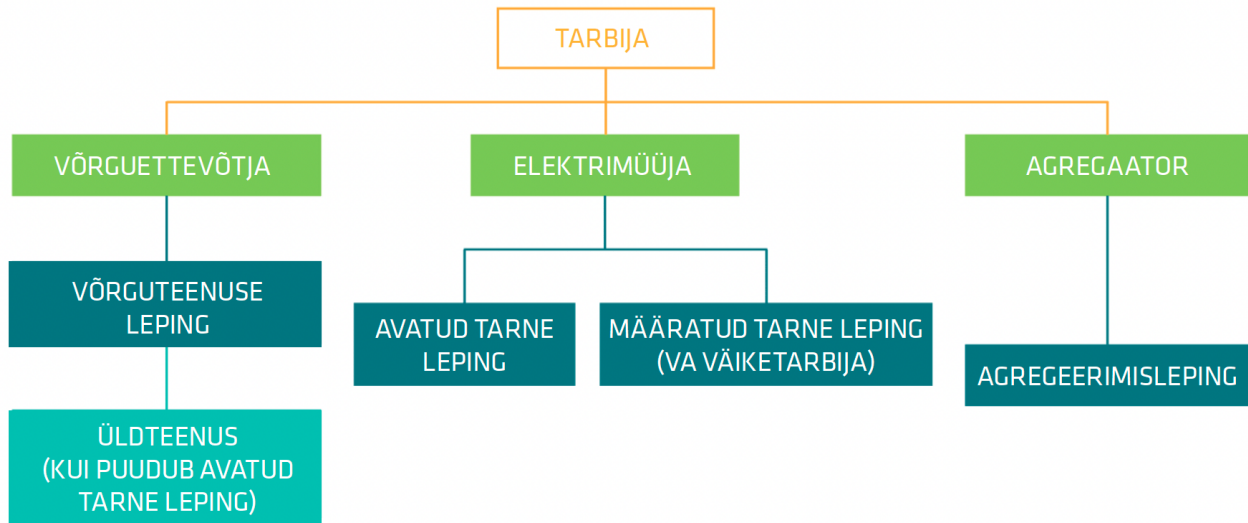 TARBIJA
VÕRGUETTEVÕTJA
ELEKTRIMÜÜJA
AGREGAATOR
VÕRGUTEENUSE
LEPING
AVATUD TARNE
LEPING
MÄÄRATUD TARNE LEPING
(VA VÄIKETARBIJA)
AGREGEERIMISLEPING
ÜLDTEENUS
(KUI PUUDUB AVATUD
TARNE LEPING)